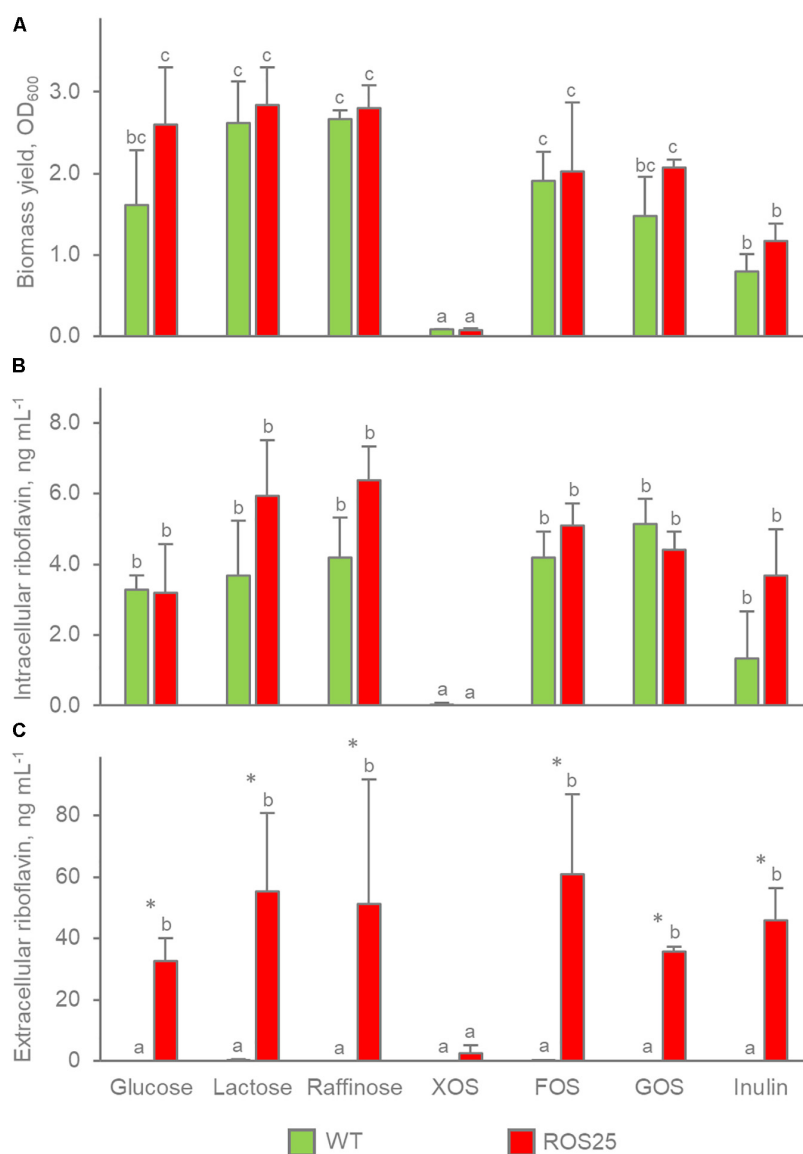 A
Biomass yield, OD600
3.0
2.0
1.0
0.0
bc c c c c c a a c c bc c b b
B
Intracellular riboflavin, ng mL-1
8.0
6.0
4.0
2.0
0.0
b b b b b b a a b b b b b b
C
Extracellular riboflavin, ng mL-1
80
60
40
20
0
* * * * * *
a b a b a b a a a b a b a b
Glucose Lactose Raffinose XOS FOS GOS Inulin
WT ROS25